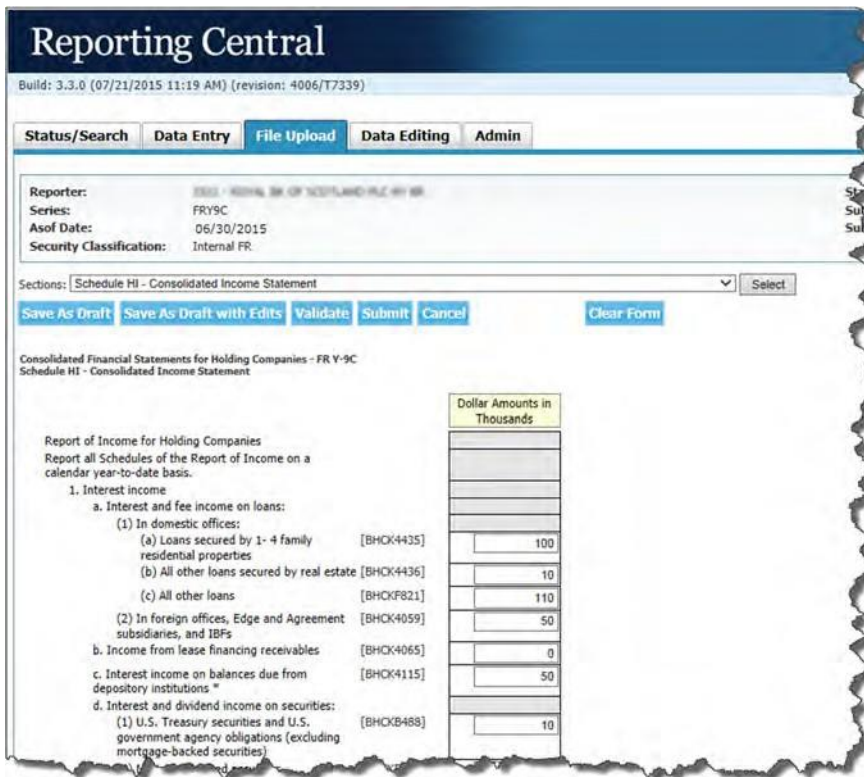 Reporting Central
Build: 3.3.0 (07/21/2015 11:19 AM) (revision: 4006/T7339)
Status/Search Data Entry File Upload Data Editing Admin
Reporter:
Series: FRY9C
Asof Date: 06/30/2015
Security Classification: Internal FR
Sections: Schedule HI - Consolidated Income Statement Select
Save As Draft Save As Draft with Edits Validate Submit Cancel Clear Form
Consolidated Financial Statements for Holding Companies - FR Y-9C
Schedule HI - Consolidated Income Statement
Dollar Amounts in
Thousands
Report of Income for Holding Companies
Report all Schedules of the Report of Income on a
calendar year-to-date basis.
1. Interest income
a. Interest and fee income on loans:
(1) In domestic offices:
(a) Loans secured by 1- 4 family [BHCK4435] 100
residential properties
(b) All other loans secured by real estate [BHCK4436] 10
(c) All other loans [BHCKF821] 110
(2) In foreign offices, Edge and Agreement [BHCK4059] 50
subsidiaries, and IBFs
b. Income from lease financing receivables [BHCK4065] 0
c. Interest income on balances due from [BHCK4115] 50
depository institutions *
d. Interest and dividend income on securities:
(1) U.S. Treasury securities and U.S. [BHCKB488] 10
government agency obligations (excluding
mortgage-backed securities)